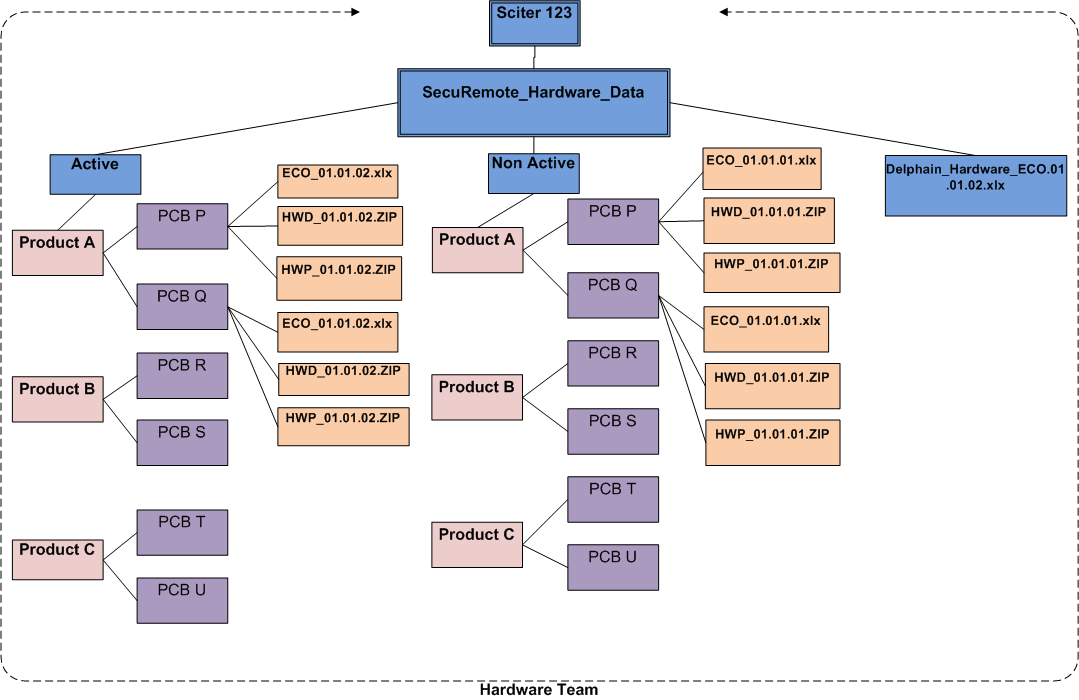 Sciter 123
SecuRemote_Hardware_Data
Active
Non Active
Delphain_Hardware_ECO.01
.01.02.xlx
Product A
PCB P
ECO_01.01.02.xlx
HWD_01.01.02.ZIP
HWP_01.01.02.ZIP
PCB Q
ECO_01.01.02.xlx
HWD_01.01.02.ZIP
HWP_01.01.02.ZIP
Product B
PCB R
PCB S
Product C
PCB T
PCB U
Product A
PCB P
ECO_01.01.01.xlx
HWD_01.01.01.ZIP
HWP_01.01.01.ZIP
PCB Q
ECO_01.01.01.xlx
HWD_01.01.01.ZIP
HWP_01.01.01.ZIP
Product B
PCB R
PCB S
Product C
PCB T
PCB U
Hardware Team